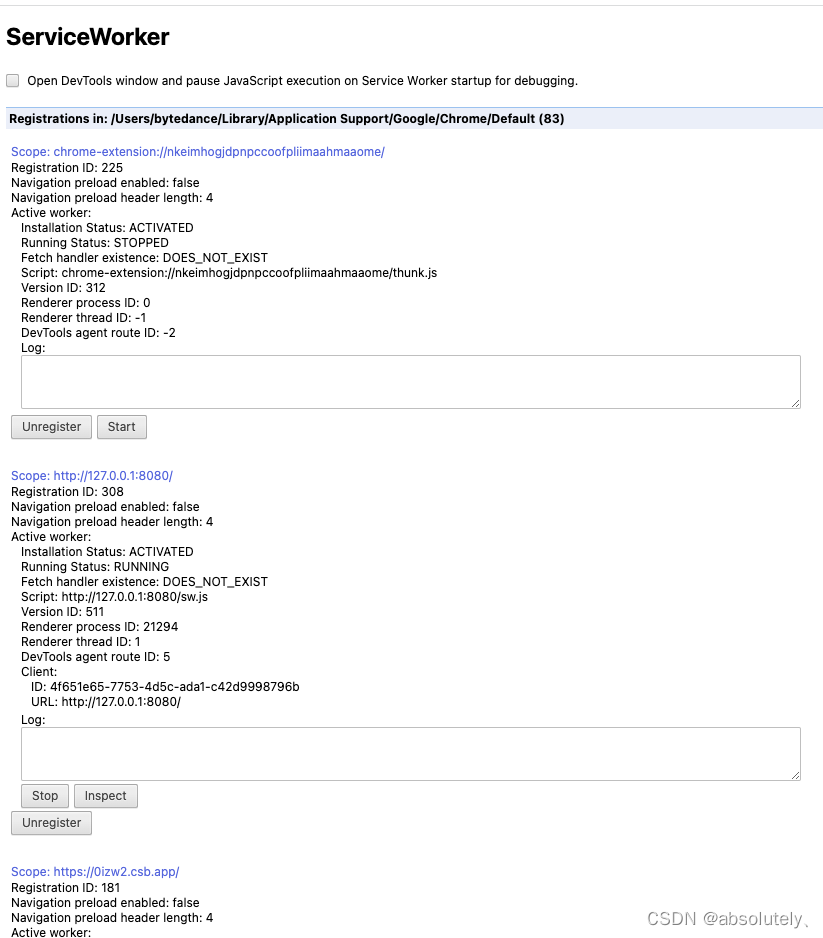 ServiceWorker
Open DevTools window and pause JavaScript execution on Service Worker startup for debugging.
Registrations in: /Users/bytedance/Library/Application Support/Google/Chrome/Default (83)
Scope: chrome-extension://nkeimhogjdpnpccoofpliimaahmaaome/
Registration ID: 225
Navigation preload enabled: false
Navigation preload header length: 4
Active worker:
Installation Status: ACTIVATED
Running Status: STOPPED
Fetch handler existence: DOES_NOT_EXIST
Script: chrome-extension://nkeimhogjdpnpccoofpliimaahmaaome/thunk.js
Version ID: 312
Renderer process ID: 0
Renderer thread ID: -1
DevTools agent route ID: -2
Log:
Unregister Start
Scope: http://127.0.0.1:8080/
Registration ID: 308
Navigation preload enabled: false
Navigation preload header length: 4
Active worker:
Installation Status: ACTIVATED
Running Status: RUNNING
Fetch handler existence: DOES_NOT_EXIST
Script: http://127.0.0.1:8080/sw.js
Version ID: 511
Renderer process ID: 21294
Renderer thread ID: 1
DevTools agent route ID: 5
Client:
ID: 4f651e65-7753-4d5c-ada1-c42d9998796b
URL: http://127.0.0.1:8080/
Log:
Stop Inspect
Unregister
Scope: https://0izw2.csb.app/
Registration ID: 181
Navigation preload enabled: false
Navigation preload header length: 4
Active worker:
CSDN @absolutely、